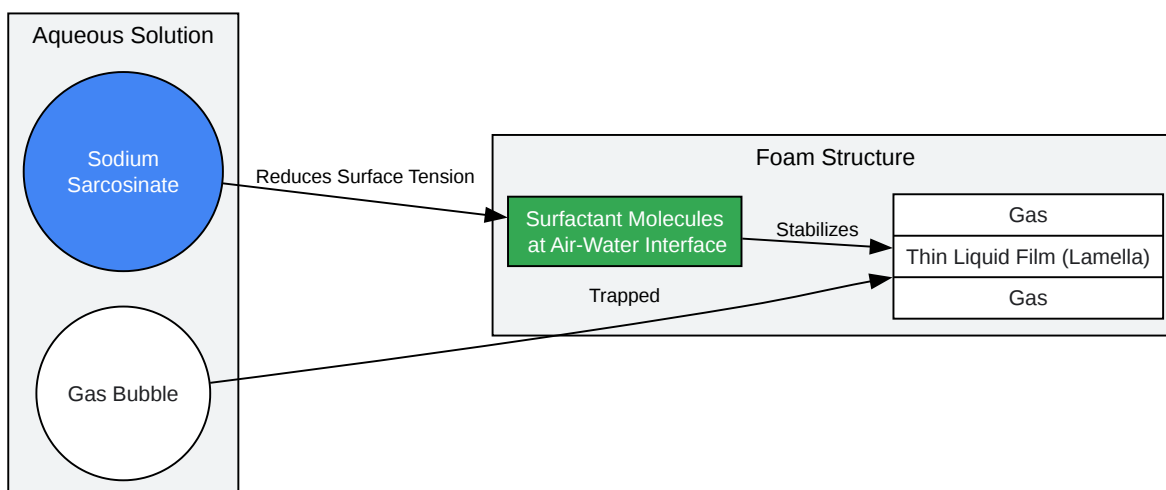 Aqueous Solution
Sodium
Sarcosinate
Gas Bubble
Reduces Surface Tension
Trapped
Foam Structure
Surfactant Molecules
at Air-Water Interface
Stabilizes
Gas
Thin Liquid Film (Lamella)
Gas